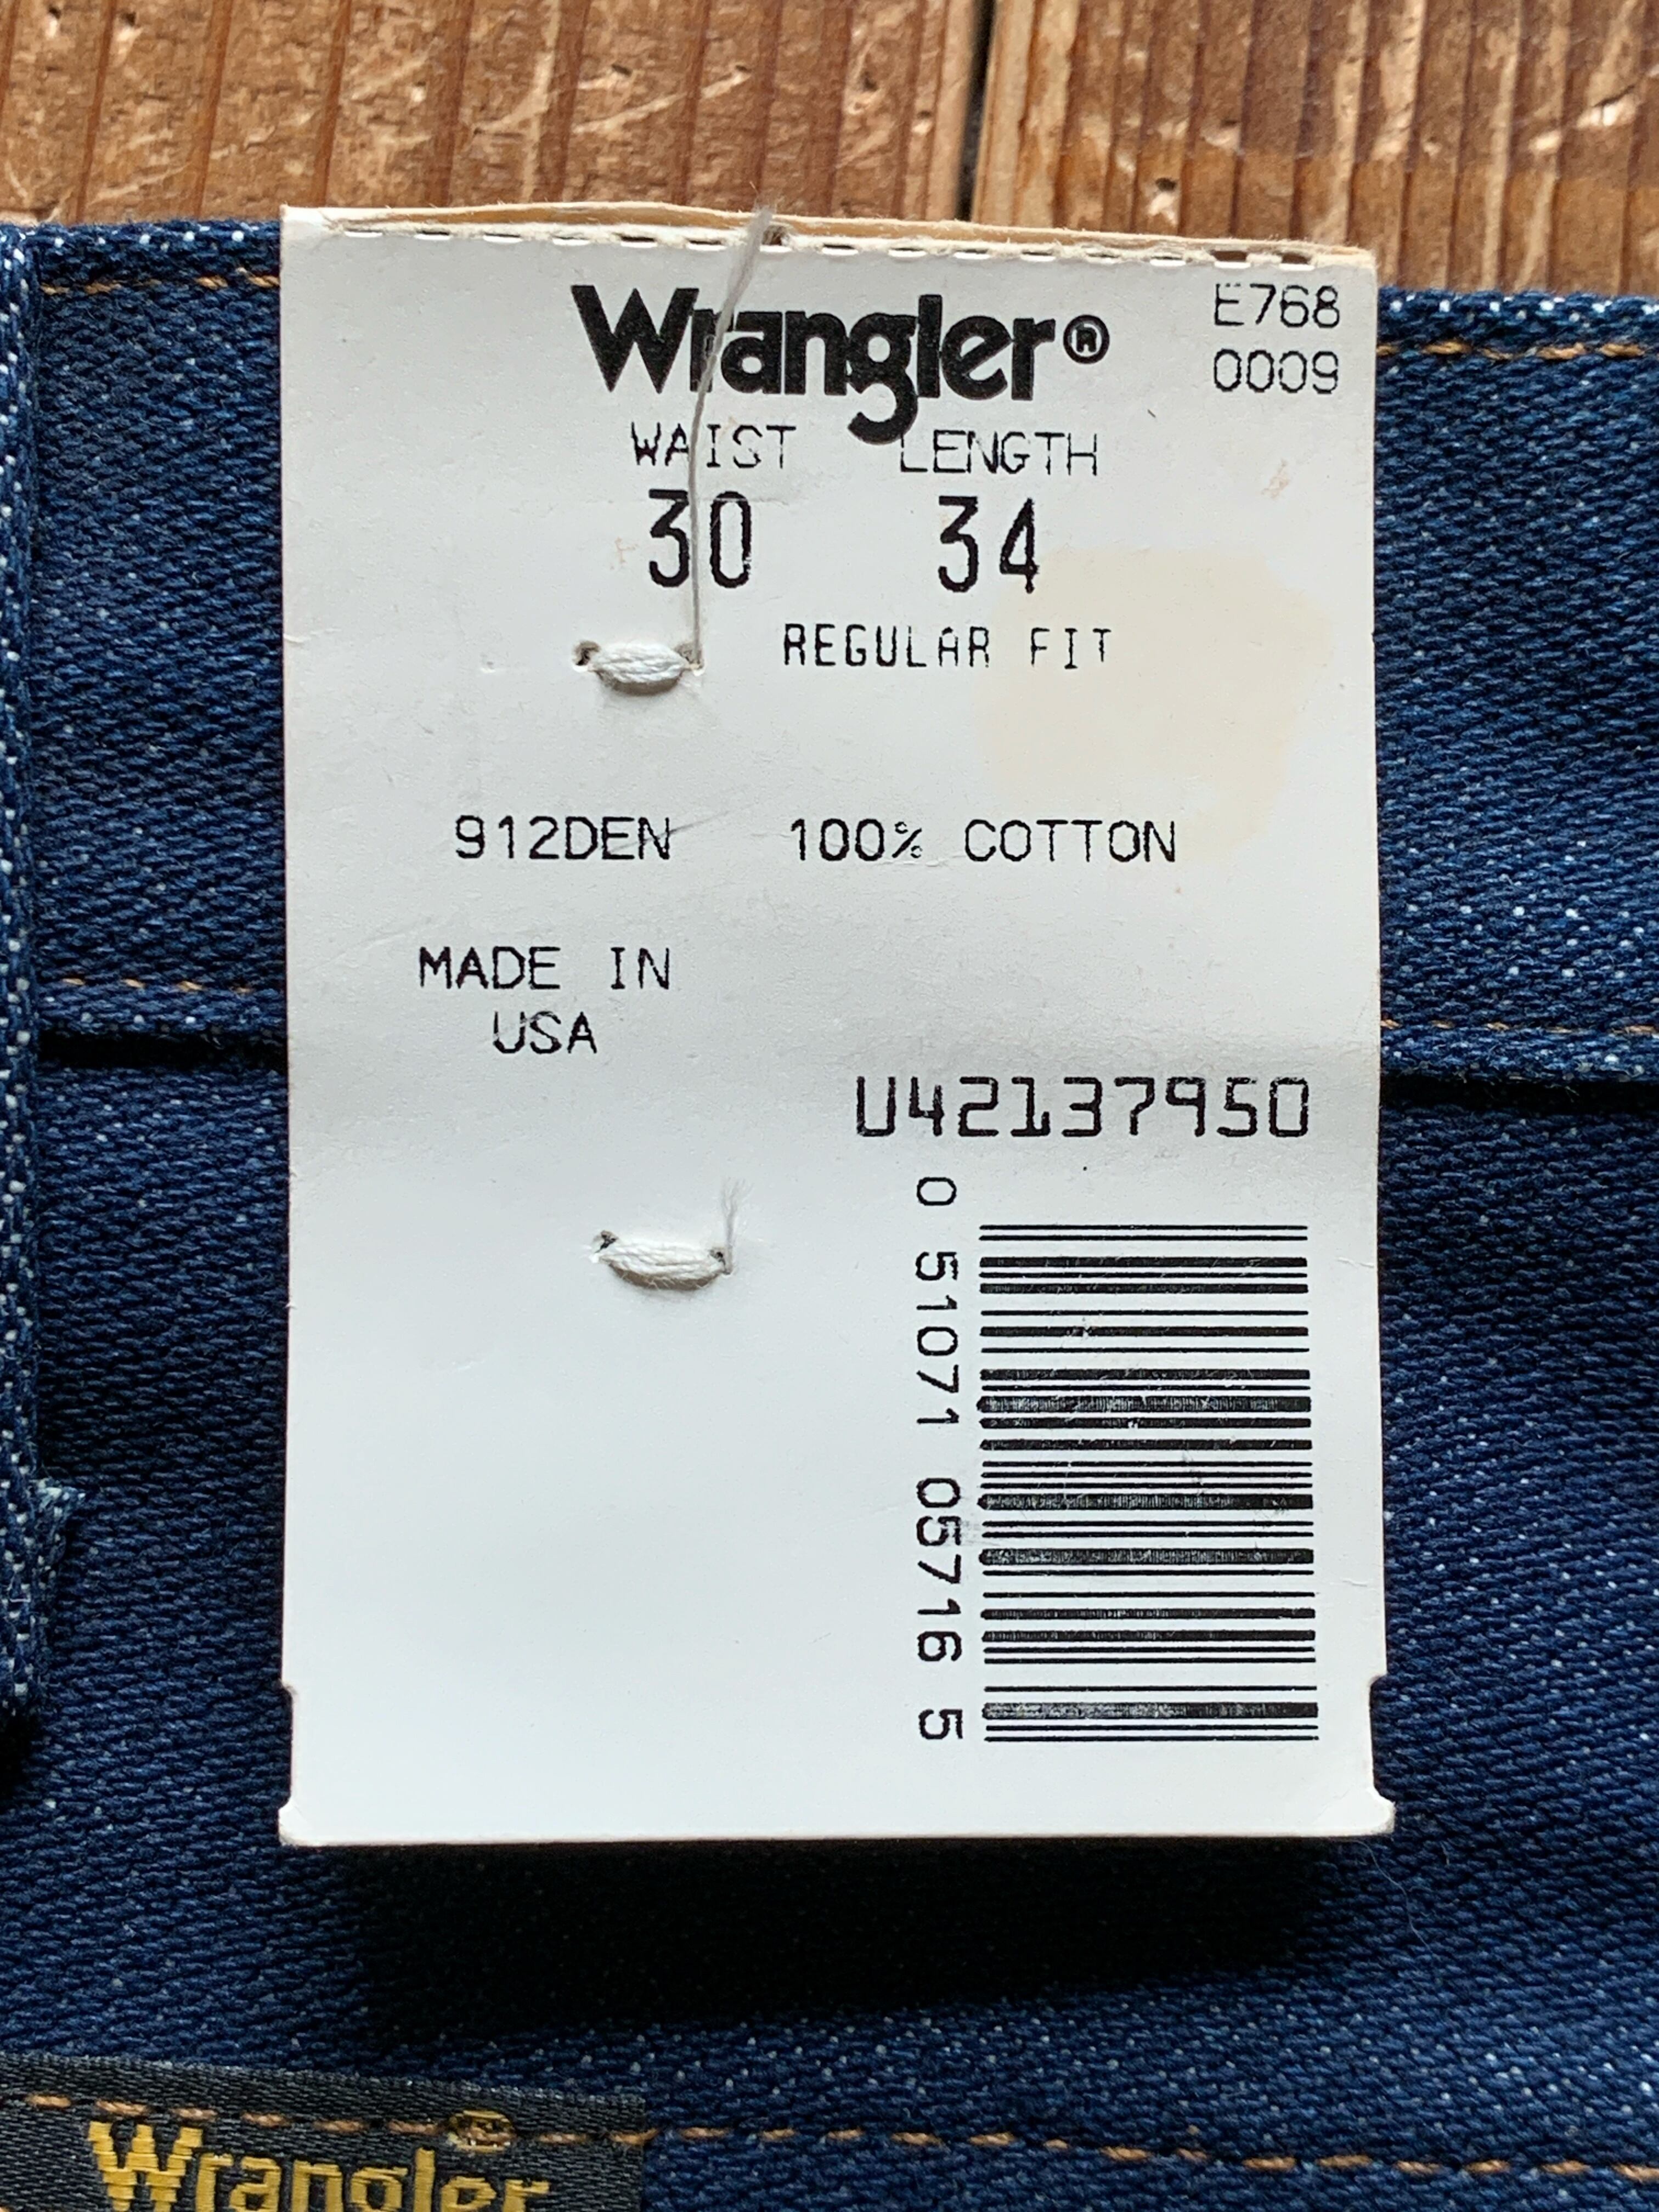 Wrangler®
E768
0009
WAIST LENGTH
30 34
REGULAR FIT
912DEN 100% COTTON
MADE IN
USA
U42137950
0 51071 05716 5
Wrangler